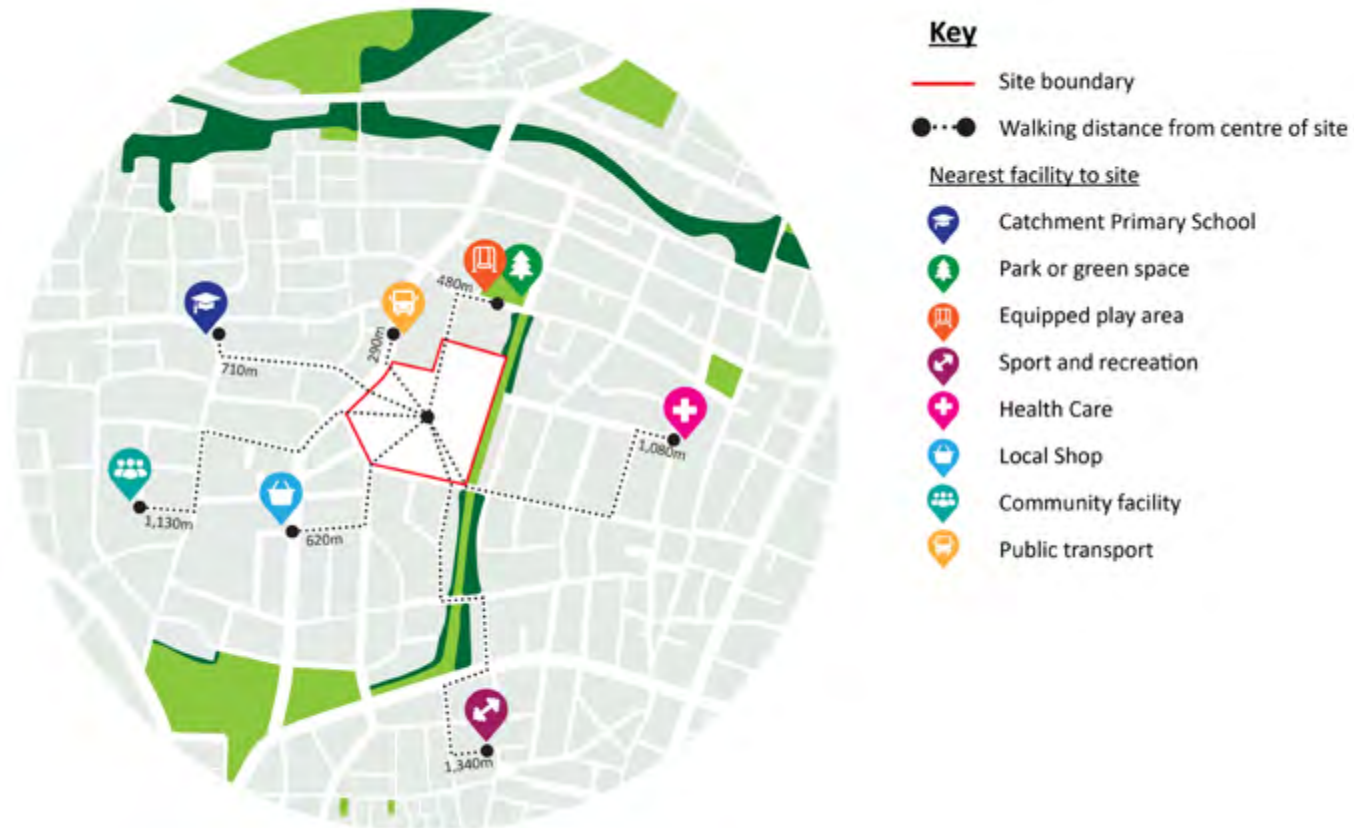 480m
290m
710m
1,080m
1,130m
620m
1,340m
Key
Site boundary
Walking distance from centre of site
Nearest facility to site
Catchment Primary School
Park or green space
Equipped play area
Sport and recreation
Health Care
Local Shop
Community facility
Public transport